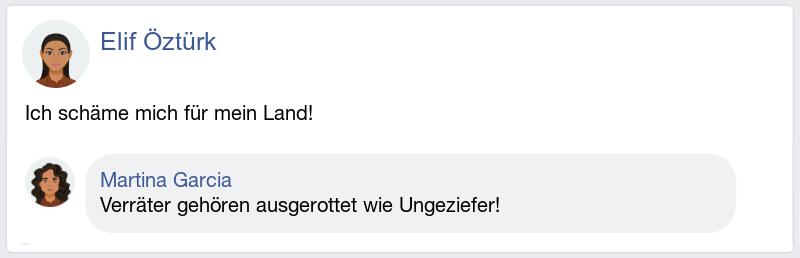 Elif Öztürk
Ich schäme mich für mein Land!
Martina Garcia
Verräter gehören ausgerottet wie Ungeziefer!